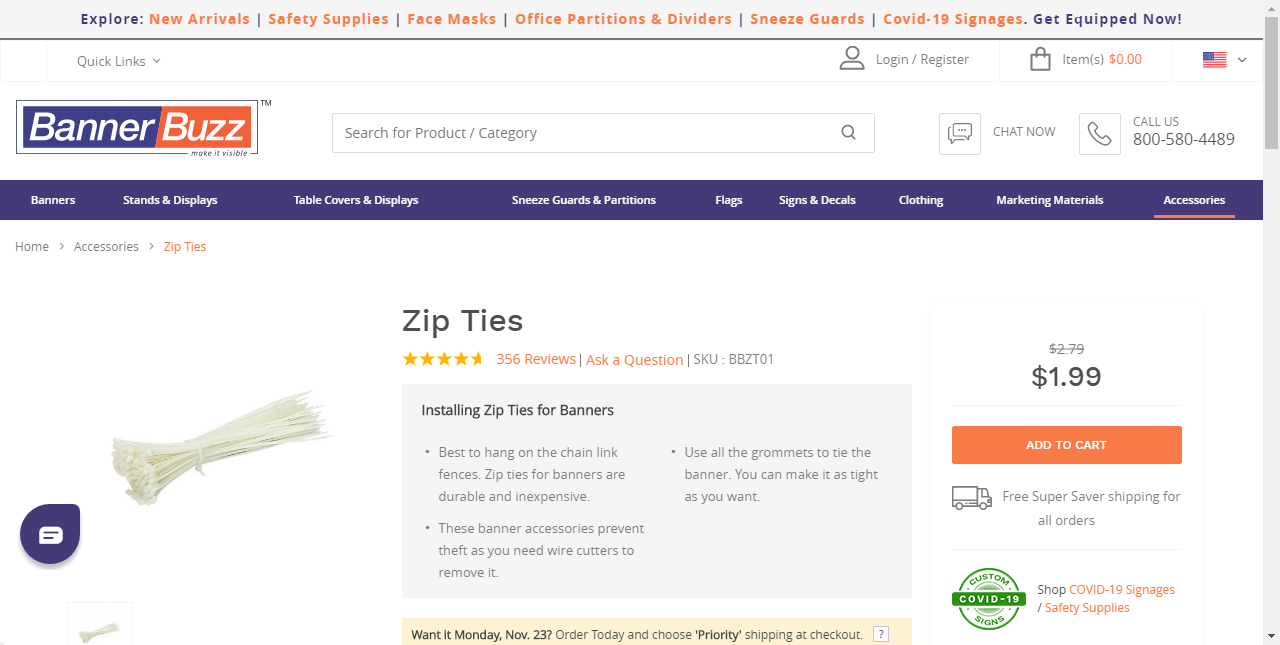 Explore: New Arrivals | Safety Supplies | Face Masks | Office Partitions & Dividers | Sneeze Guards | Covid-19 Signages. Get Equipped Now!
Quick Links
Login / Register
Item(s) $0.00
BannerBuzz TM
make it visible
Search for Product / Category
CHAT NOW
CALL US
800-580-4489
Banners Stands & Displays Table Covers & Displays Sneeze Guards & Partitions Flags Signs & Decals Clothing Marketing Materials Accessories
Home > Accessories > Zip Ties
Zip Ties
356 Reviews | Ask a Question | SKU : BBZT01
Installing Zip Ties for Banners
• Best to hang on the chain link
fences. Zip ties for banners are
durable and inexpensive.
• These banner accessories prevent
theft as you need wire cutters to
remove it.
• Use all the grommets to tie the
banner. You can make it as tight
as you want.
Want it Monday, Nov. 23? Order Today and choose 'Priority' shipping at checkout. ?
$2.79
$1.99
ADD TO CART
Free Super Saver shipping for
all orders
CUSTOM
COVID-19
SIGNS
Shop COVID-19 Signages
/ Safety Supplies